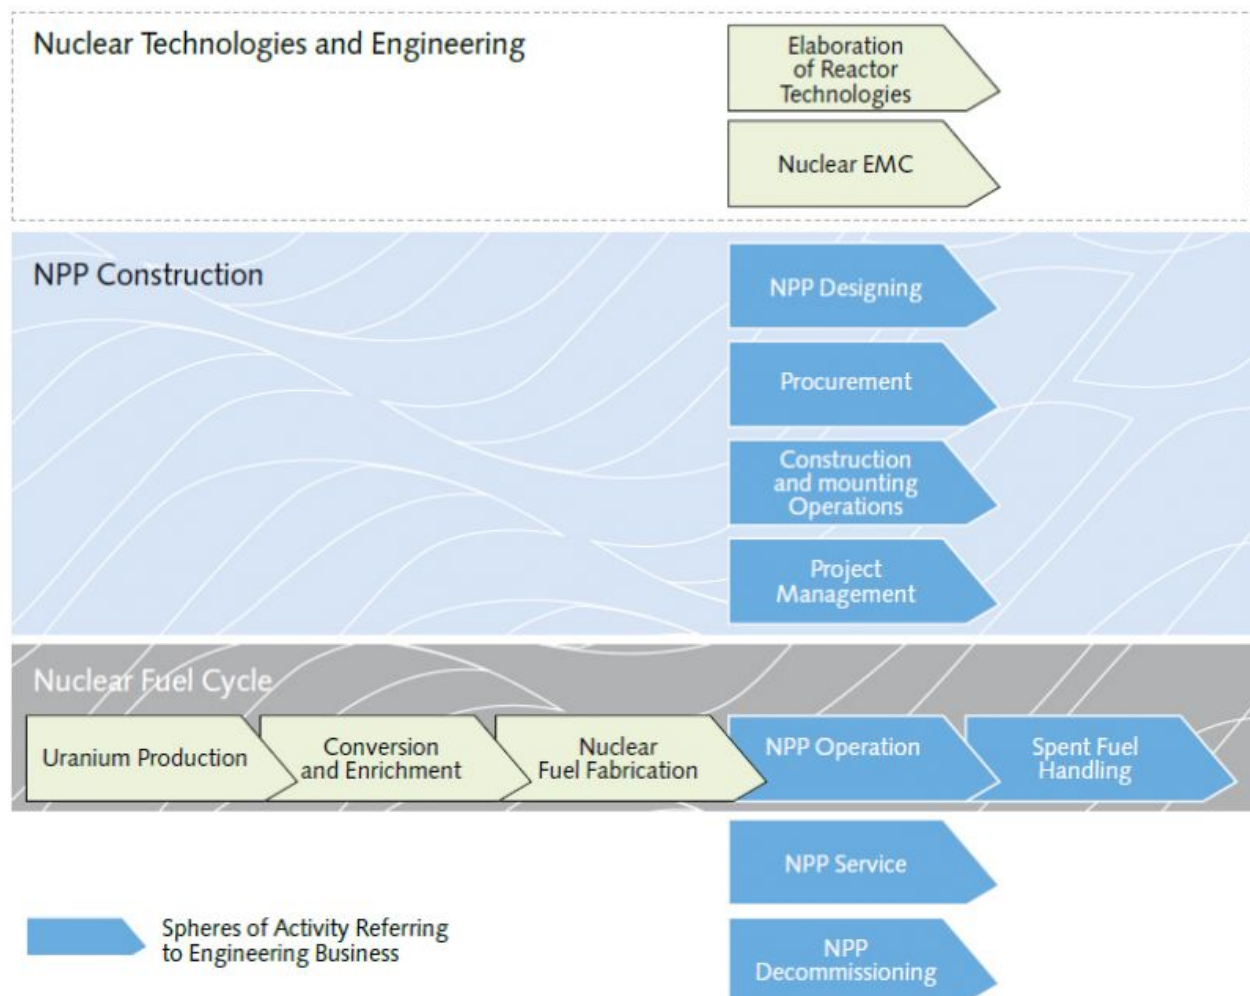 Nuclear Technologies and Engineering
Elaboration
of Reactor
Technologies
Nuclear EMC
NPP Construction
NPP Designing
Procurement
Construction
and mounting
Operations
Project
Management
Nuclear Fuel Cycle
Uranium Production
Conversion
and Enrichment
Nuclear
Fuel Fabrication
NPP Operation
Spent Fuel
Handling
NPP Service
NPP
Decommissioning
Spheres of Activity Referring
to Engineering Business